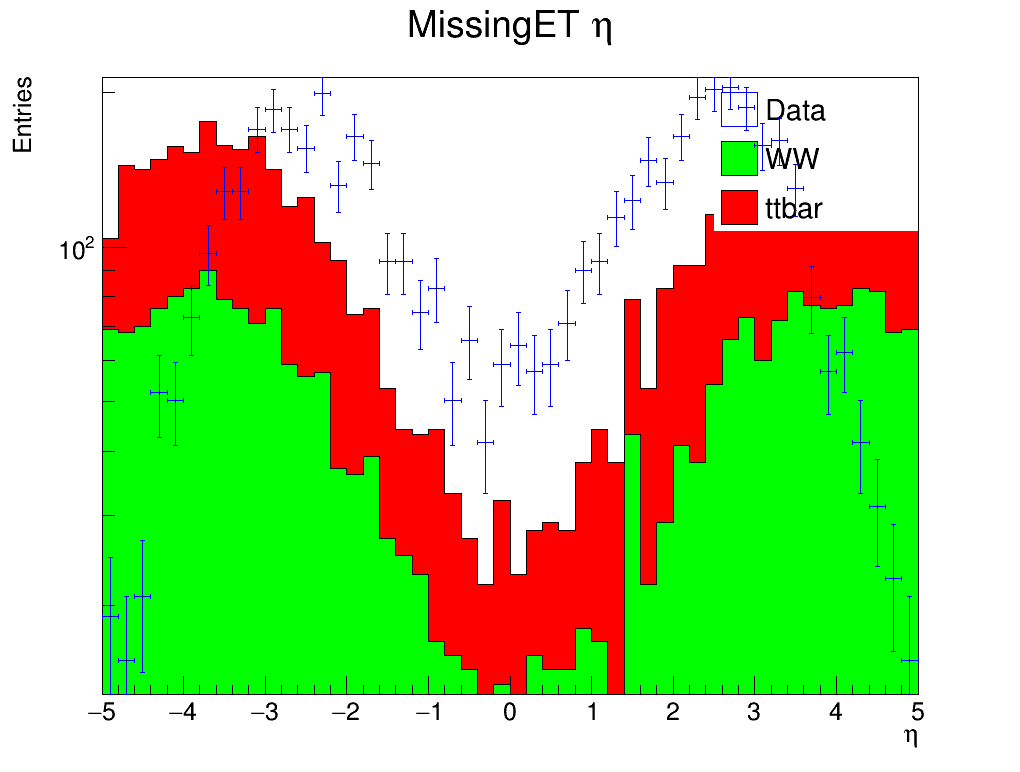 MissingET η
Entries
Data
WW
ttbar
10²
−5 −4 −3 −2 −1 0 1 2 3 4 5
η